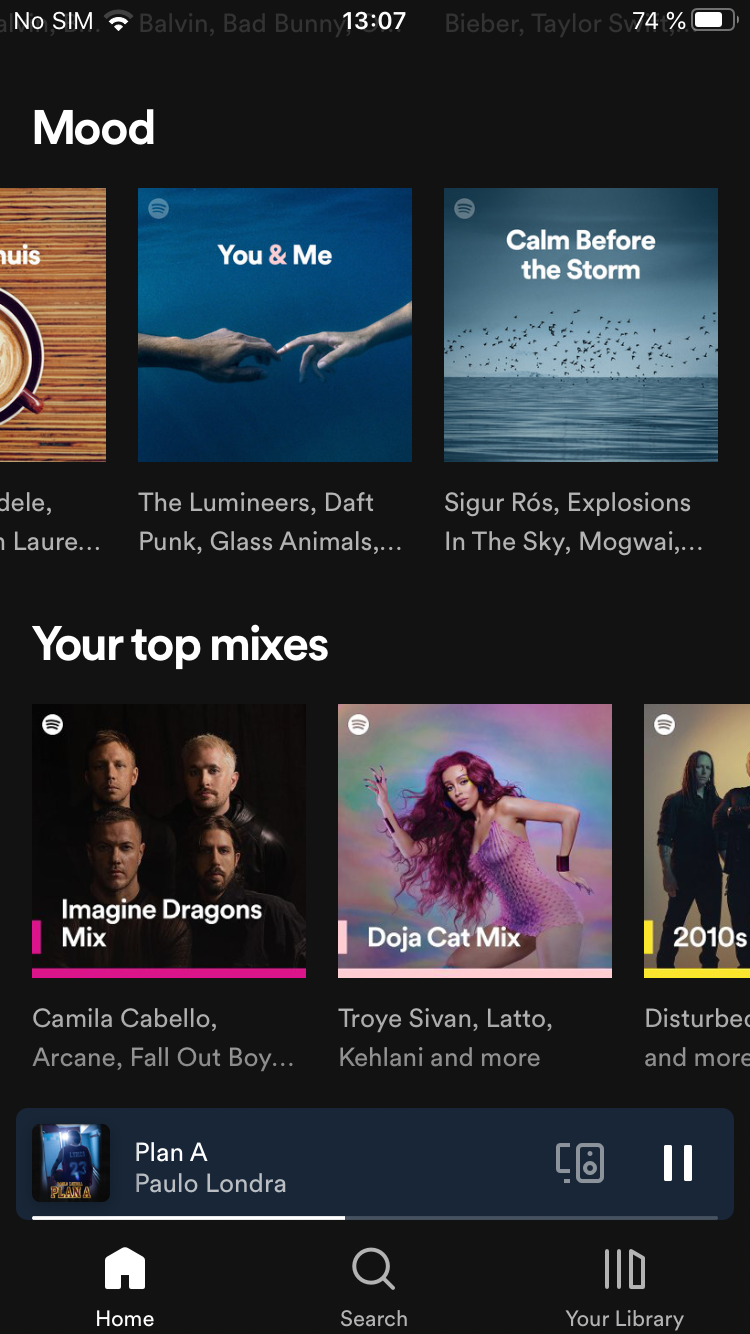 No SIM
13:07
74 %
Balvin, Bad Bunny,
Bieber, Taylor Swift,...
Mood
huis
You & Me
Calm Before
the Storm
dele,
n Laure...
The Lumineers, Daft
Punk, Glass Animals,...
Sigur Rós, Explosions
In The Sky, Mogwai,...
Your top mixes
Imagine Dragons
Mix
Doja Cat Mix
2010s
Camila Cabello,
Arcane, Fall Out Boy...
Troye Sivan, Latto,
Kehlani and more
Disturbed
and more
23
PLAN A
Plan A
Paulo Londra
Home
Search
Your Library